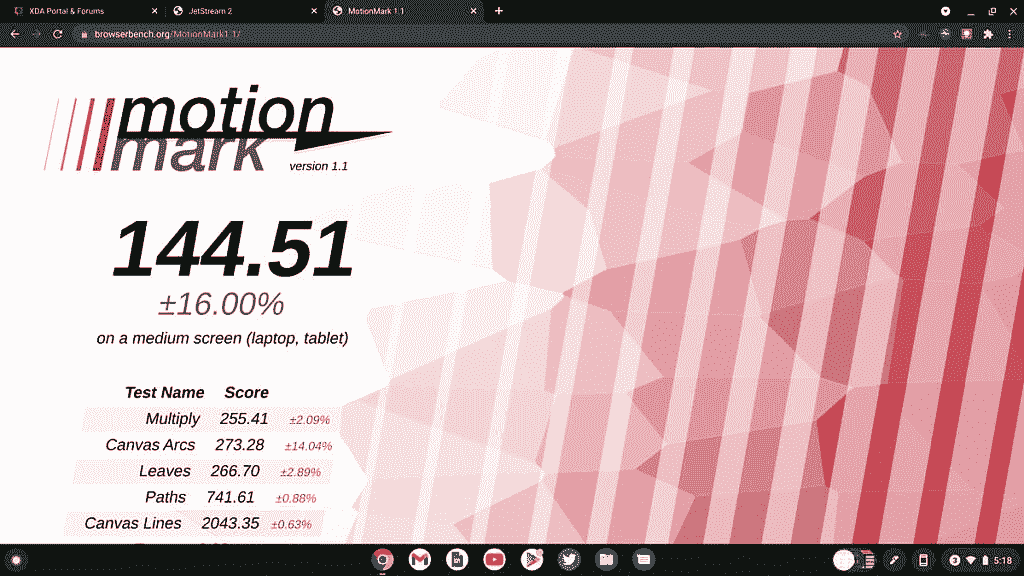 XDA Portal & Forums
JetStream 2
MotionMark 1.1
browserbench.org/MotionMark1.1/
motion
mark
version 1.1
144.51
±16.00%
on a medium screen (laptop, tablet)
Test Name Score
Multiply 255.41 ±2.09%
Canvas Arcs 273.28 ±14.04%
Leaves 266.70 ±2.89%
Paths 741.61 ±0.88%
Canvas Lines 2043.35 ±0.63%
3 5:18